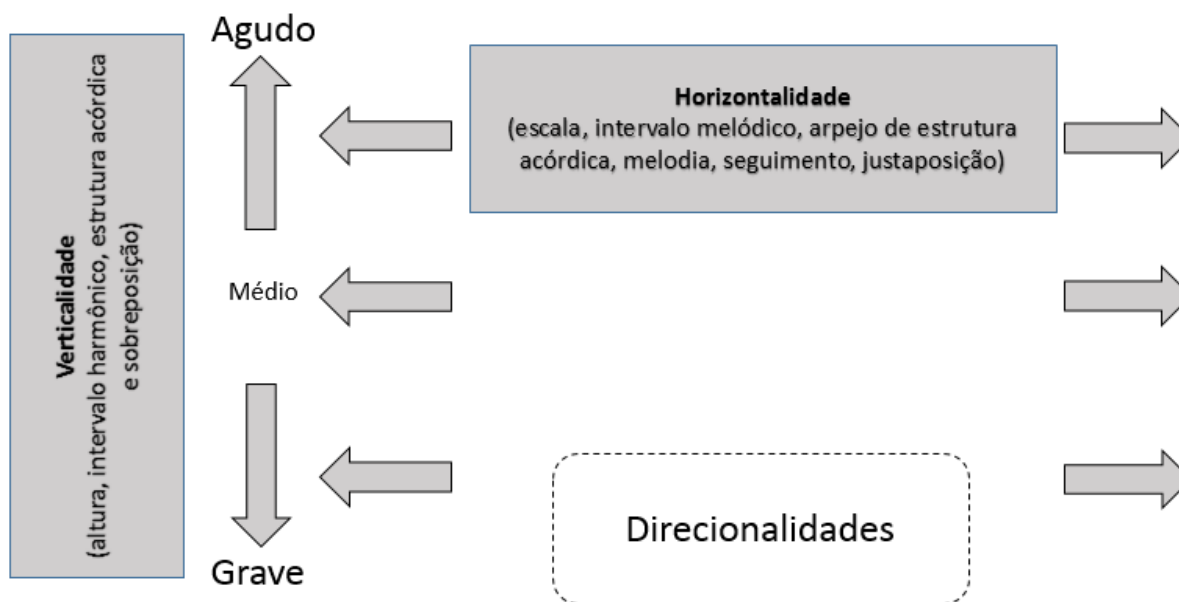 Agudo
Verticalidade
(altura, intervalo harmônico, estrutura acórdica
e sobreposição)
Horizontalidade
(escala, intervalo melódico, arpejo de estrutura
acórdica, melodia, seguimento, justaposição)
Médio
Direcionalidades
Grave